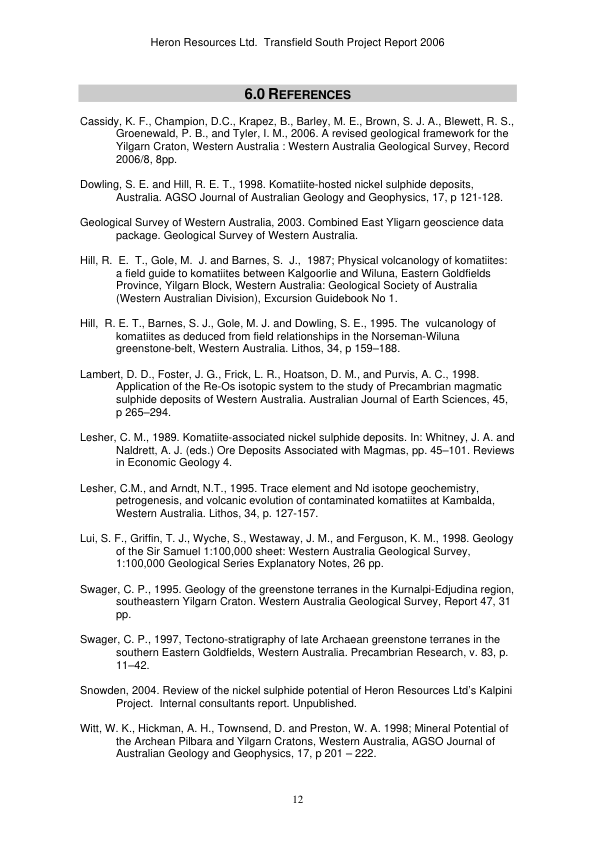 Heron Resources Ltd.  Transfield South Project Report 2006
6.0 REFERENCES
Cassidy, K. F., Champion, D.C., Krapez, B., Barley, M. E., Brown, S. J. A., Blewett, R. S.,
Groenewald, P. B., and Tyler, I. M., 2006. A revised geological framework for the
Yilgarn Craton, Western Australia : Western Australia Geological Survey, Record
2006/8, 8pp.
Dowling, S. E. and Hill, R. E. T., 1998. Komatiite-hosted nickel sulphide deposits,
Australia. AGSO Journal of Australian Geology and Geophysics, 17, p 121-128.
Geological Survey of Western Australia, 2003. Combined East Yligarn geoscience data
package. Geological Survey of Western Australia.
Hill, R.  E.  T., Gole, M.  J. and Barnes, S.  J.,  1987; Physical volcanology of komatiites:
a field guide to komatiites between Kalgoorlie and Wiluna, Eastern Goldfields
Province, Yilgarn Block, Western Australia: Geological Society of Australia
(Western Australian Division), Excursion Guidebook No 1.
Hill,  R. E. T., Barnes, S. J., Gole, M. J. and Dowling, S. E., 1995. The  vulcanology of
komatiites as deduced from field relationships in the Norseman-Wiluna
greenstone-belt, Western Australia. Lithos, 34, p 159–188.
Lambert, D. D., Foster, J. G., Frick, L. R., Hoatson, D. M., and Purvis, A. C., 1998.
Application of the Re-Os isotopic system to the study of Precambrian magmatic
sulphide deposits of Western Australia. Australian Journal of Earth Sciences, 45,
p 265–294.
Lesher, C. M., 1989. Komatiite-associated nickel sulphide deposits. In: Whitney, J. A. and
Naldrett, A. J. (eds.) Ore Deposits Associated with Magmas, pp. 45–101. Reviews
in Economic Geology 4.
Lesher, C.M., and Arndt, N.T., 1995. Trace element and Nd isotope geochemistry,
petrogenesis, and volcanic evolution of contaminated komatiites at Kambalda,
Western Australia. Lithos, 34, p. 127-157.
Lui, S. F., Griffin, T. J., Wyche, S., Westaway, J. M., and Ferguson, K. M., 1998. Geology
of the Sir Samuel 1:100,000 sheet: Western Australia Geological Survey,
1:100,000 Geological Series Explanatory Notes, 26 pp.
Swager, C. P., 1995. Geology of the greenstone terranes in the Kurnalpi-Edjudina region,
southeastern Yilgarn Craton. Western Australia Geological Survey, Report 47, 31
pp.
Swager, C. P., 1997, Tectono-stratigraphy of late Archaean greenstone terranes in the
southern Eastern Goldfields, Western Australia. Precambrian Research, v. 83, p.
11–42.
Snowden, 2004. Review of the nickel sulphide potential of Heron Resources Ltd's Kalpini
Project.  Internal consultants report. Unpublished.
Witt, W. K., Hickman, A. H., Townsend, D. and Preston, W. A. 1998; Mineral Potential of
the Archean Pilbara and Yilgarn Cratons, Western Australia, AGSO Journal of
Australian Geology and Geophysics, 17, p 201 – 222.
12